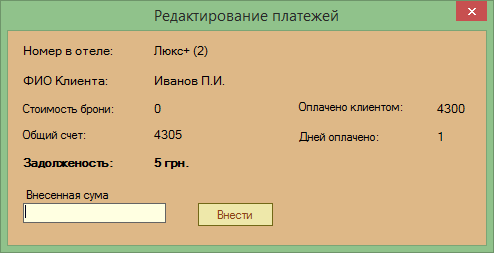 Редактирование платежей
Номер в отеле: Люкс+ (2)
ФИО Клиента: Иванов П.И.
Стоимость брони: 0 Оплачено клиентом: 4300
Общий счет: 4305 Дней оплачено: 1
Задолженость: 5 грн.
Внесенная сума
Внести